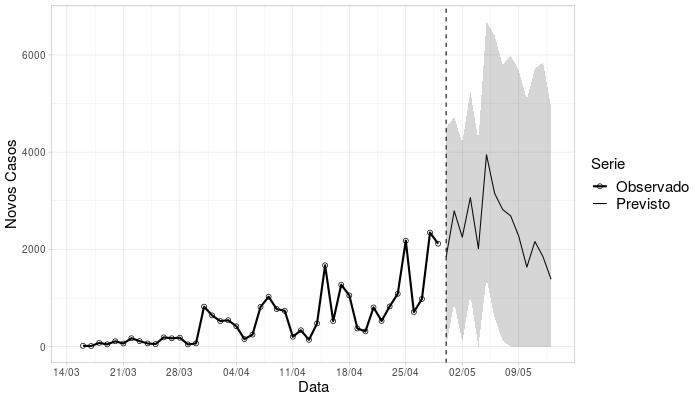 6000
4000
2000
0
Novos Casos
14/03 21/03 28/03 04/04 11/04 18/04 25/04 02/05 09/05
Data
Serie
Observado
Previsto